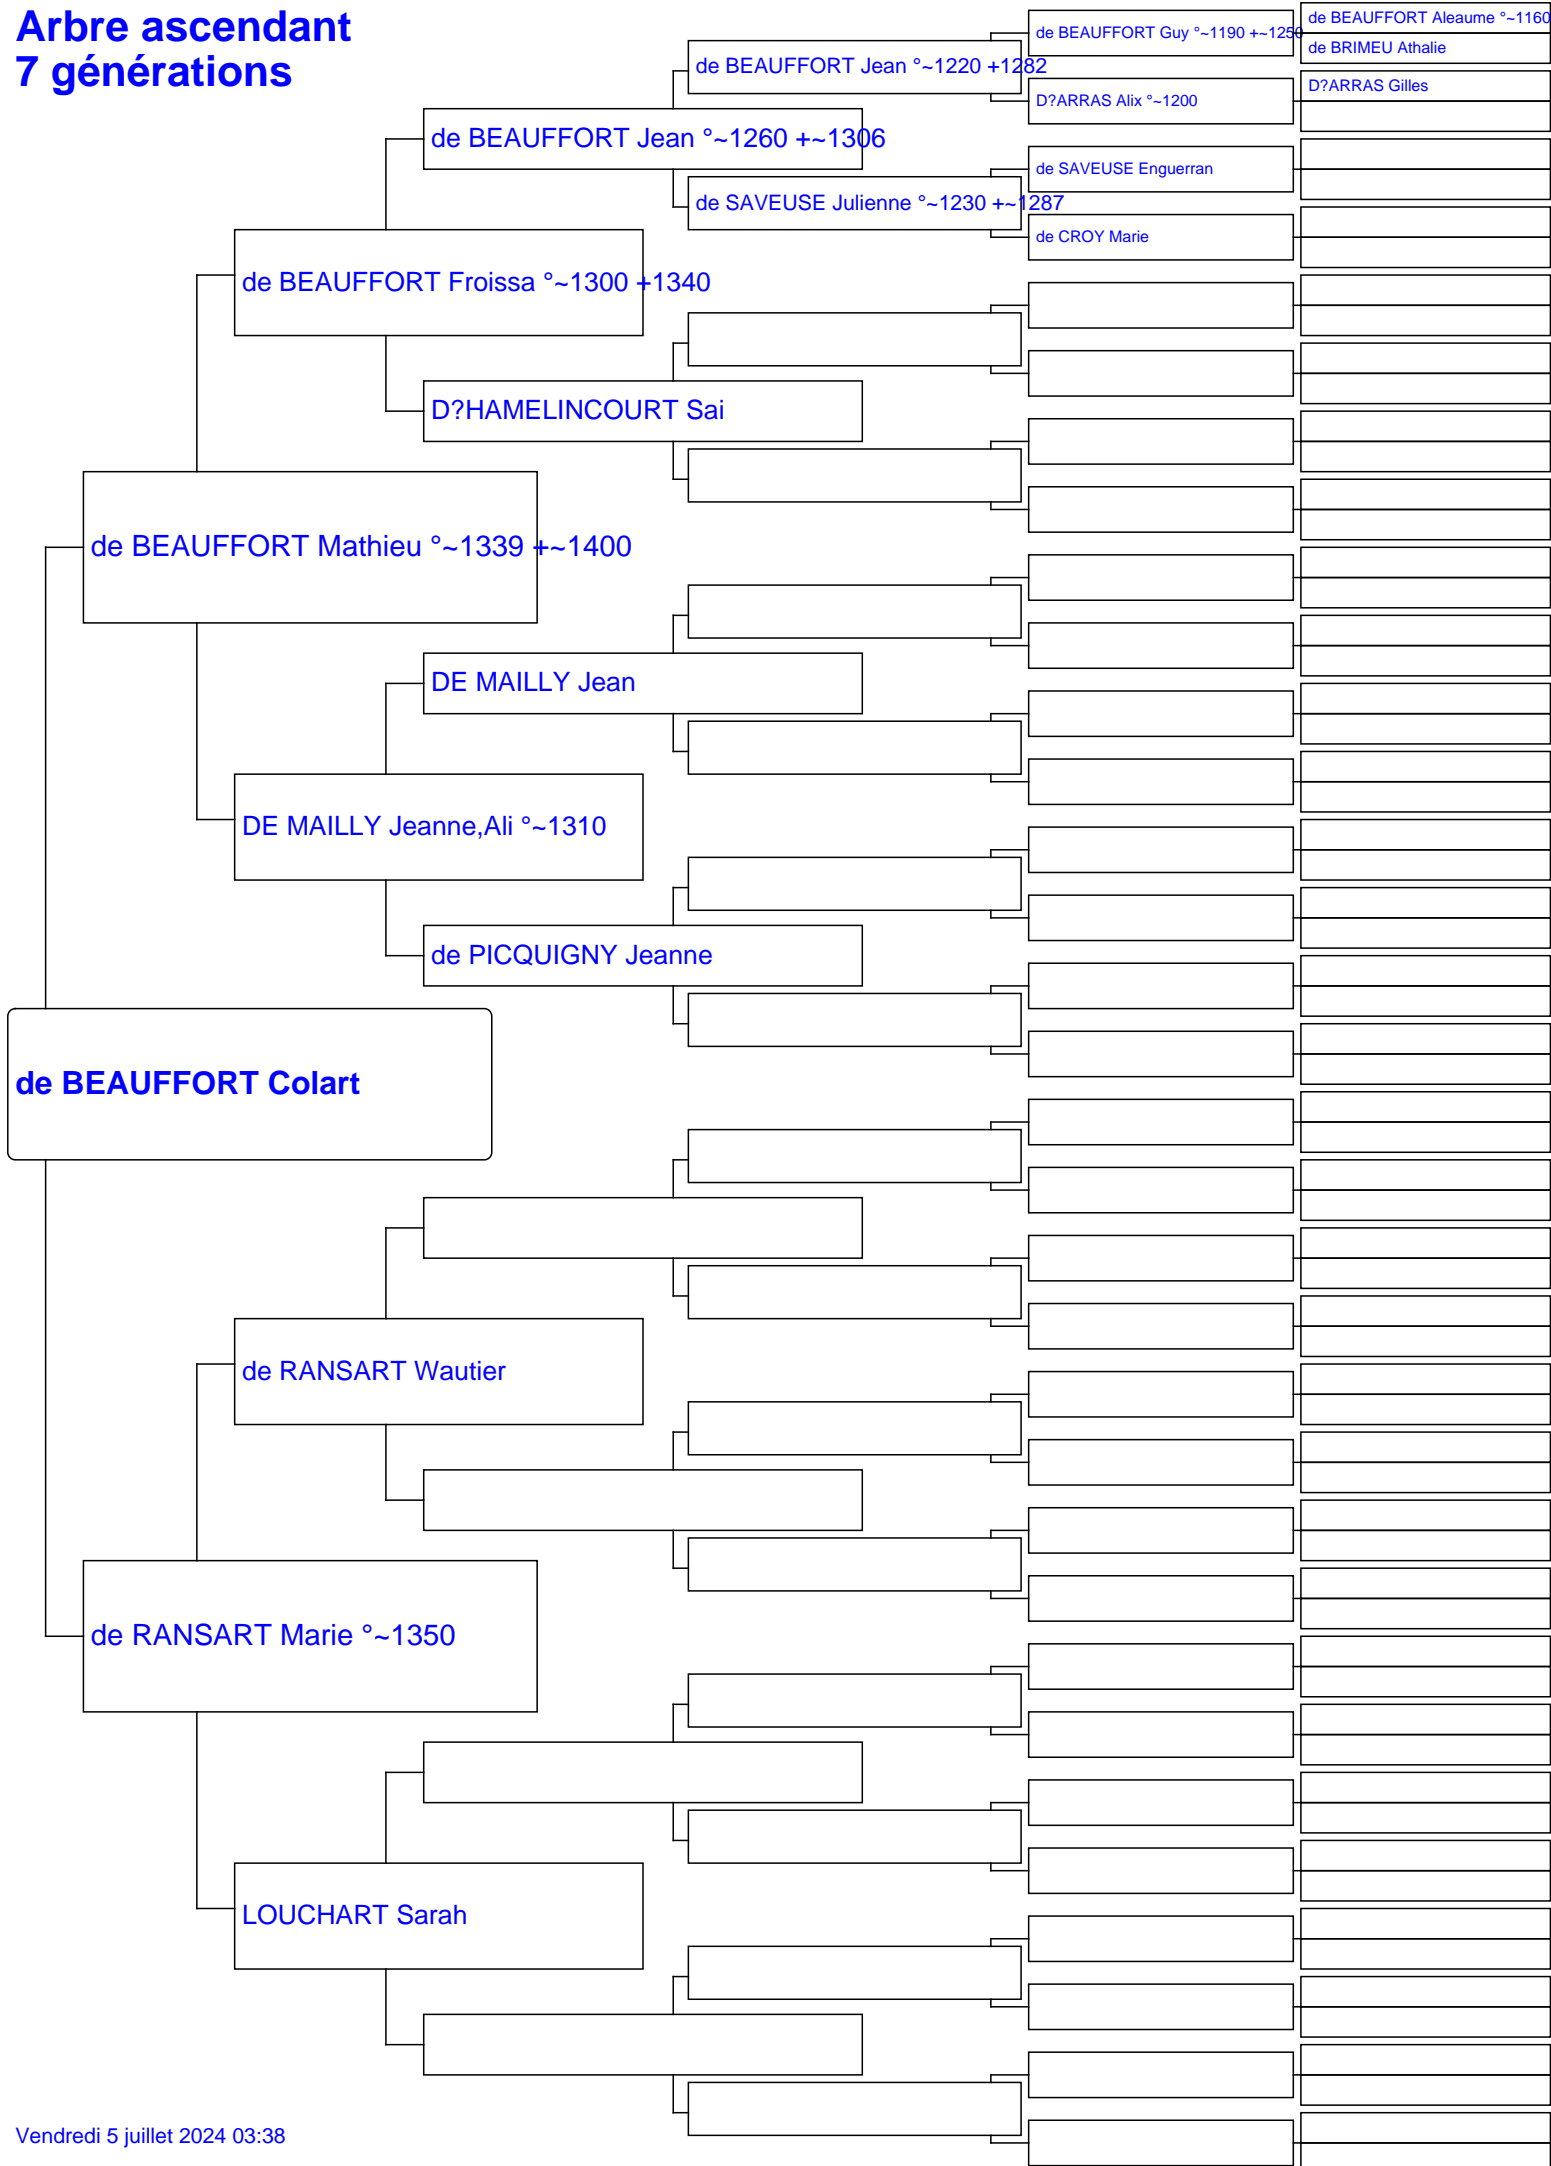 Arbre ascendant
7 générations
de BEAUFFORT Aleaume °~1160
de BEAUFFORT Guy °~1190 +~1250
de BRIMEU Athalie
de BEAUFFORT Jean °~1220 +1282
D?ARRAS Gilles
D?ARRAS Alix °~1200
de BEAUFFORT Jean °~1260 +~1306
de SAVEUSE Enguerran
de SAVEUSE Julienne °~1230 +~1287
de CROY Marie
de BEAUFFORT Froissa °~1300 +1340
D?HAMELINCOURT Sai
de BEAUFFORT Mathieu °~1339 +~1400
DE MAILLY Jean
DE MAILLY Jeanne,Ali °~1310
de PICQUIGNY Jeanne
de BEAUFFORT Colart
de RANSART Wautier
de RANSART Marie °~1350
LOUCHART Sarah
Vendredi 5 juillet 2024 03:38